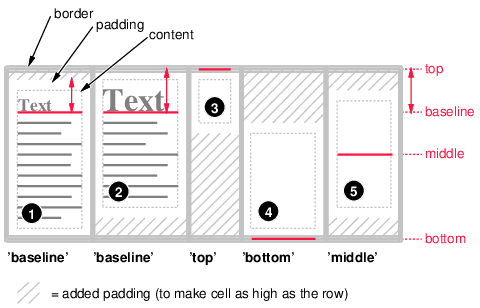 border
padding
content
Text
Text
top
baseline
middle
bottom
1
2
3
4
5
'baseline' 'baseline' 'top' 'bottom' 'middle'
= added padding (to make cell as high as the row)